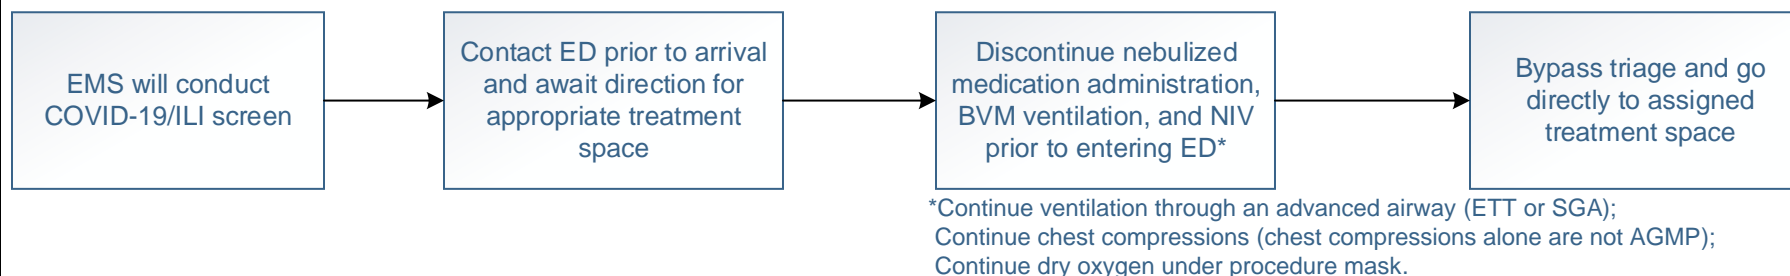 EMS will conduct
COVID-19/ILI screen
Contact ED prior to arrival
and await direction for
appropriate treatment
space
Discontinue nebulized
medication administration,
BVM ventilation, and NIV
prior to entering ED*
Bypass triage and go
directly to assigned
treatment space
*Continue ventilation through an advanced airway (ETT or SGA);
Continue chest compressions (chest compressions alone are not AGMP);
Continue dry oxygen under procedure mask.